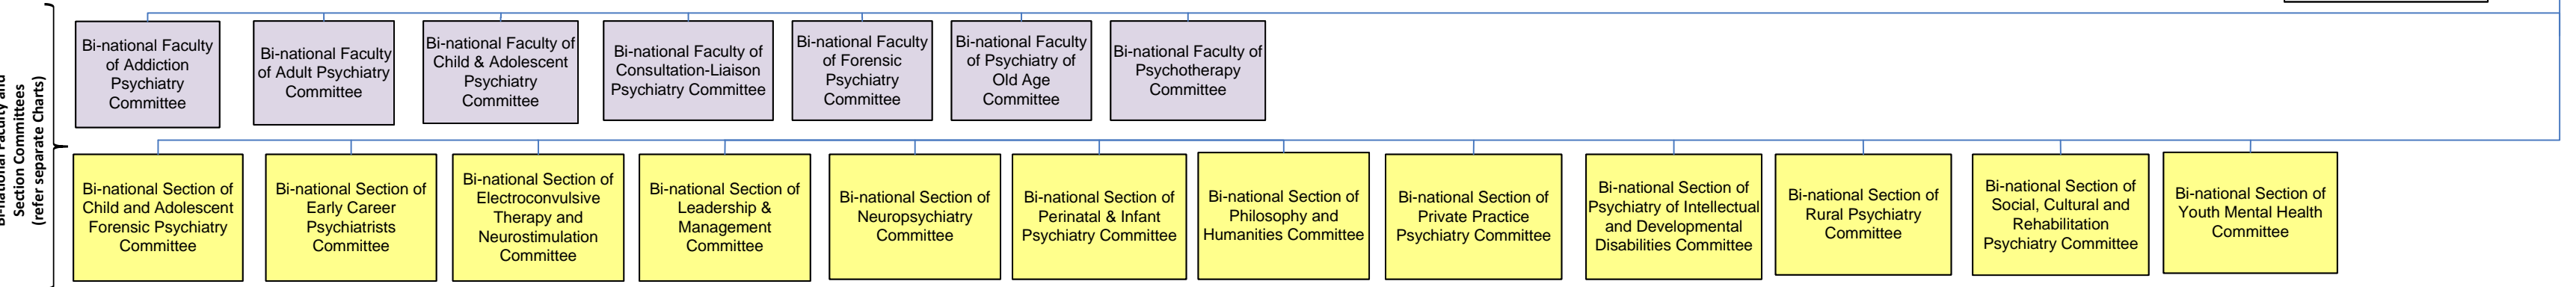 Bi-national Faculty and
Section Committees
(refer separate Charts)
Bi-national Faculty
of Addiction
Psychiatry
Committee
Bi-national Faculty
of Adult Psychiatry
Committee
Bi-national Faculty of
Child & Adolescent
Psychiatry
Committee
Bi-national Faculty of
Consultation-Liaison
Psychiatry Committee
Bi-national Faculty
of Forensic
Psychiatry
Committee
Bi-national Faculty
of Psychiatry of
Old Age
Committee
Bi-national Faculty of
Psychotherapy
Committee
Bi-national Section of
Child and Adolescent
Forensic Psychiatry
Committee
Bi-national Section of
Early Career
Psychiatrists
Committee
Bi-national Section of
Electroconvulsive
Therapy and
Neurostimulation
Committee
Bi-national Section of
Leadership &
Management
Committee
Bi-national Section of
Neuropsychiatry
Committee
Bi-national Section of
Perinatal & Infant
Psychiatry Committee
Bi-national Section of
Philosophy and
Humanities Committee
Bi-national Section of
Private Practice
Psychiatry Committee
Bi-national Section of
Psychiatry of Intellectual
and Developmental
Disabilities Committee
Bi-national Section of
Rural Psychiatry
Committee
Bi-national Section of
Social, Cultural and
Rehabilitation
Psychiatry Committee
Bi-national Section of
Youth Mental Health
Committee